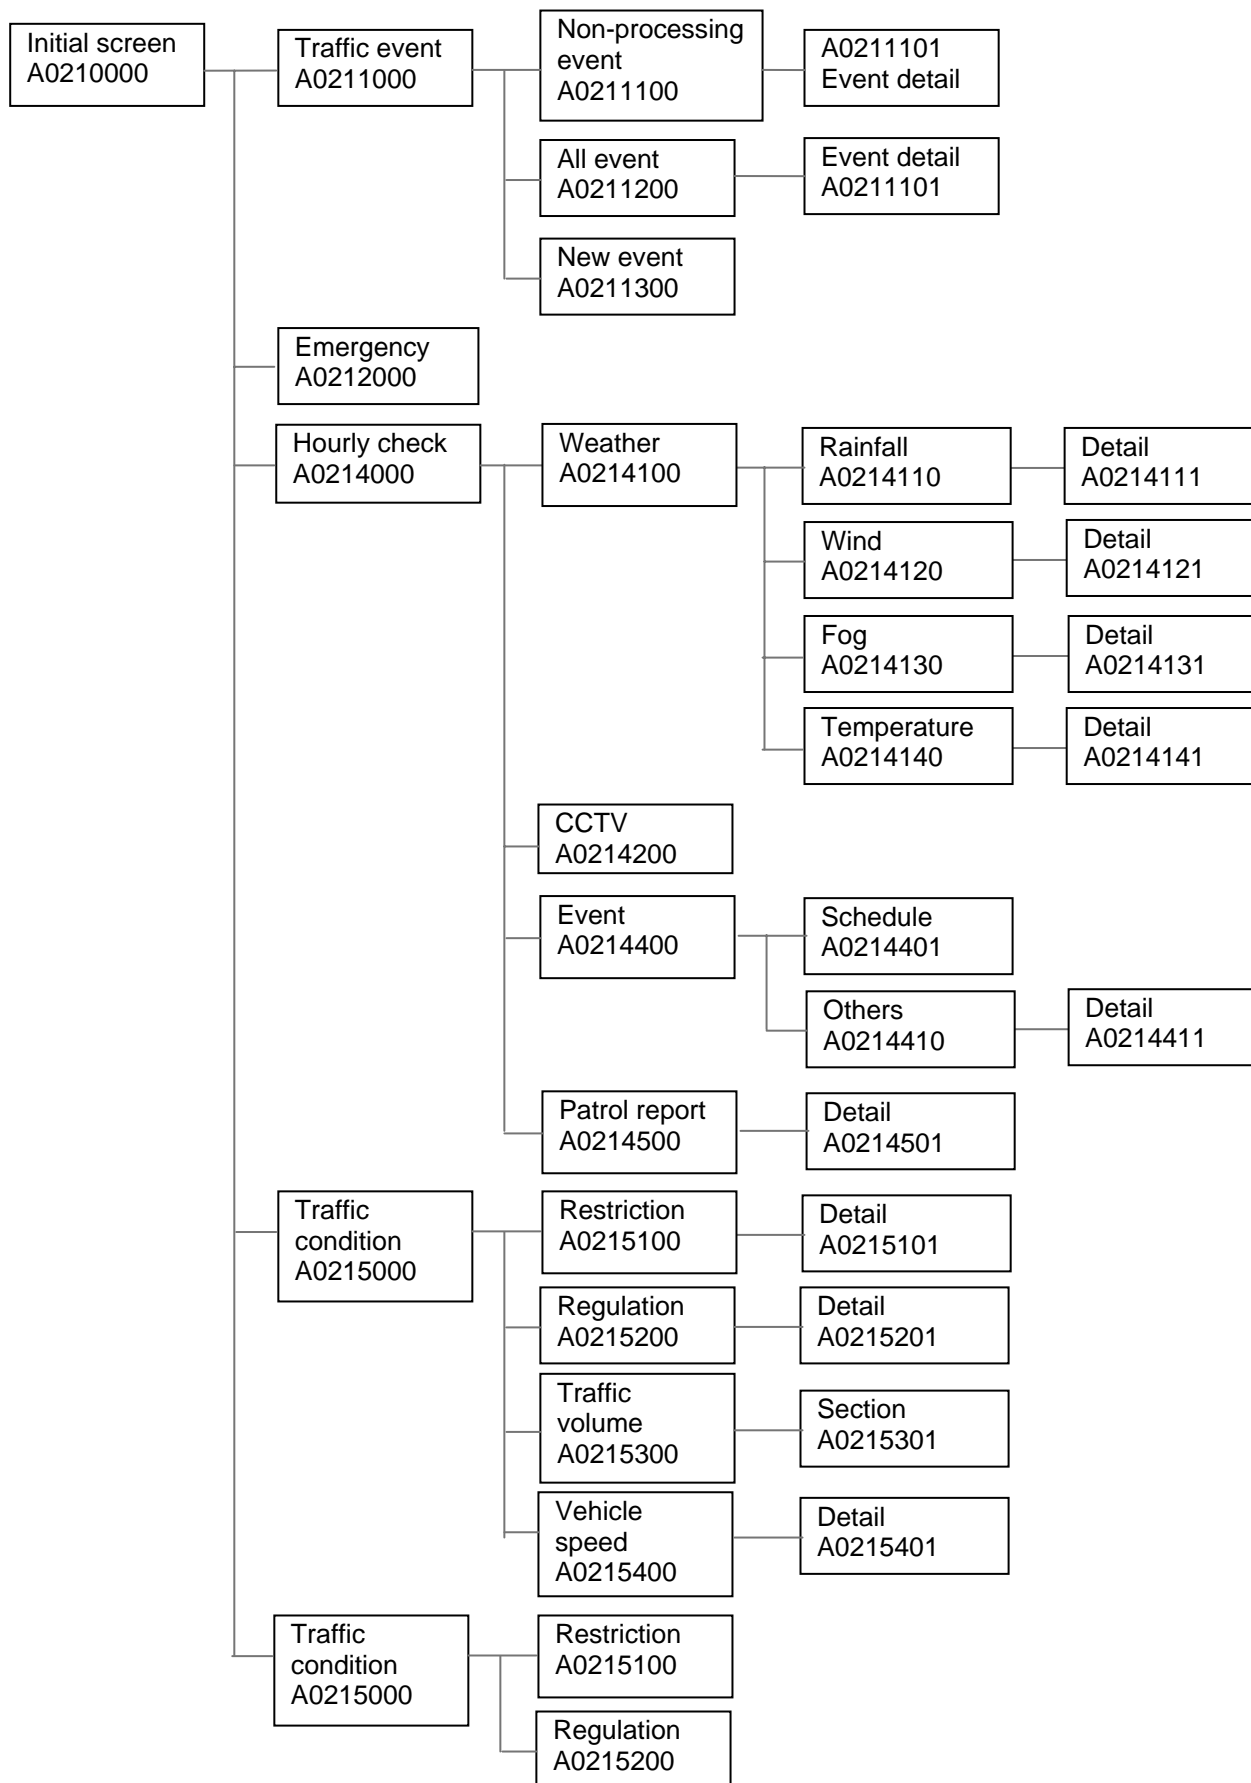 Initial screen
A0210000
Traffic event
A0211000
Non-processing
event
A0211100
A0211101
Event detail
All event
A0211200
Event detail
A0211101
New event
A0211300
Emergency
A0212000
Hourly check
A0214000
Weather
A0214100
Rainfall
A0214110
Detail
A0214111
Wind
A0214120
Detail
A0214121
Fog
A0214130
Detail
A0214131
Temperature
A0214140
Detail
A0214141
CCTV
A0214200
Event
A0214400
Schedule
A0214401
Others
A0214410
Detail
A0214411
Patrol report
A0214500
Detail
A0214501
Traffic
condition
A0215000
Restriction
A0215100
Detail
A0215101
Regulation
A0215200
Detail
A0215201
Traffic
volume
A0215300
Section
A0215301
Vehicle
speed
A0215400
Detail
A0215401
Traffic
condition
A0215000
Restriction
A0215100
Regulation
A0215200